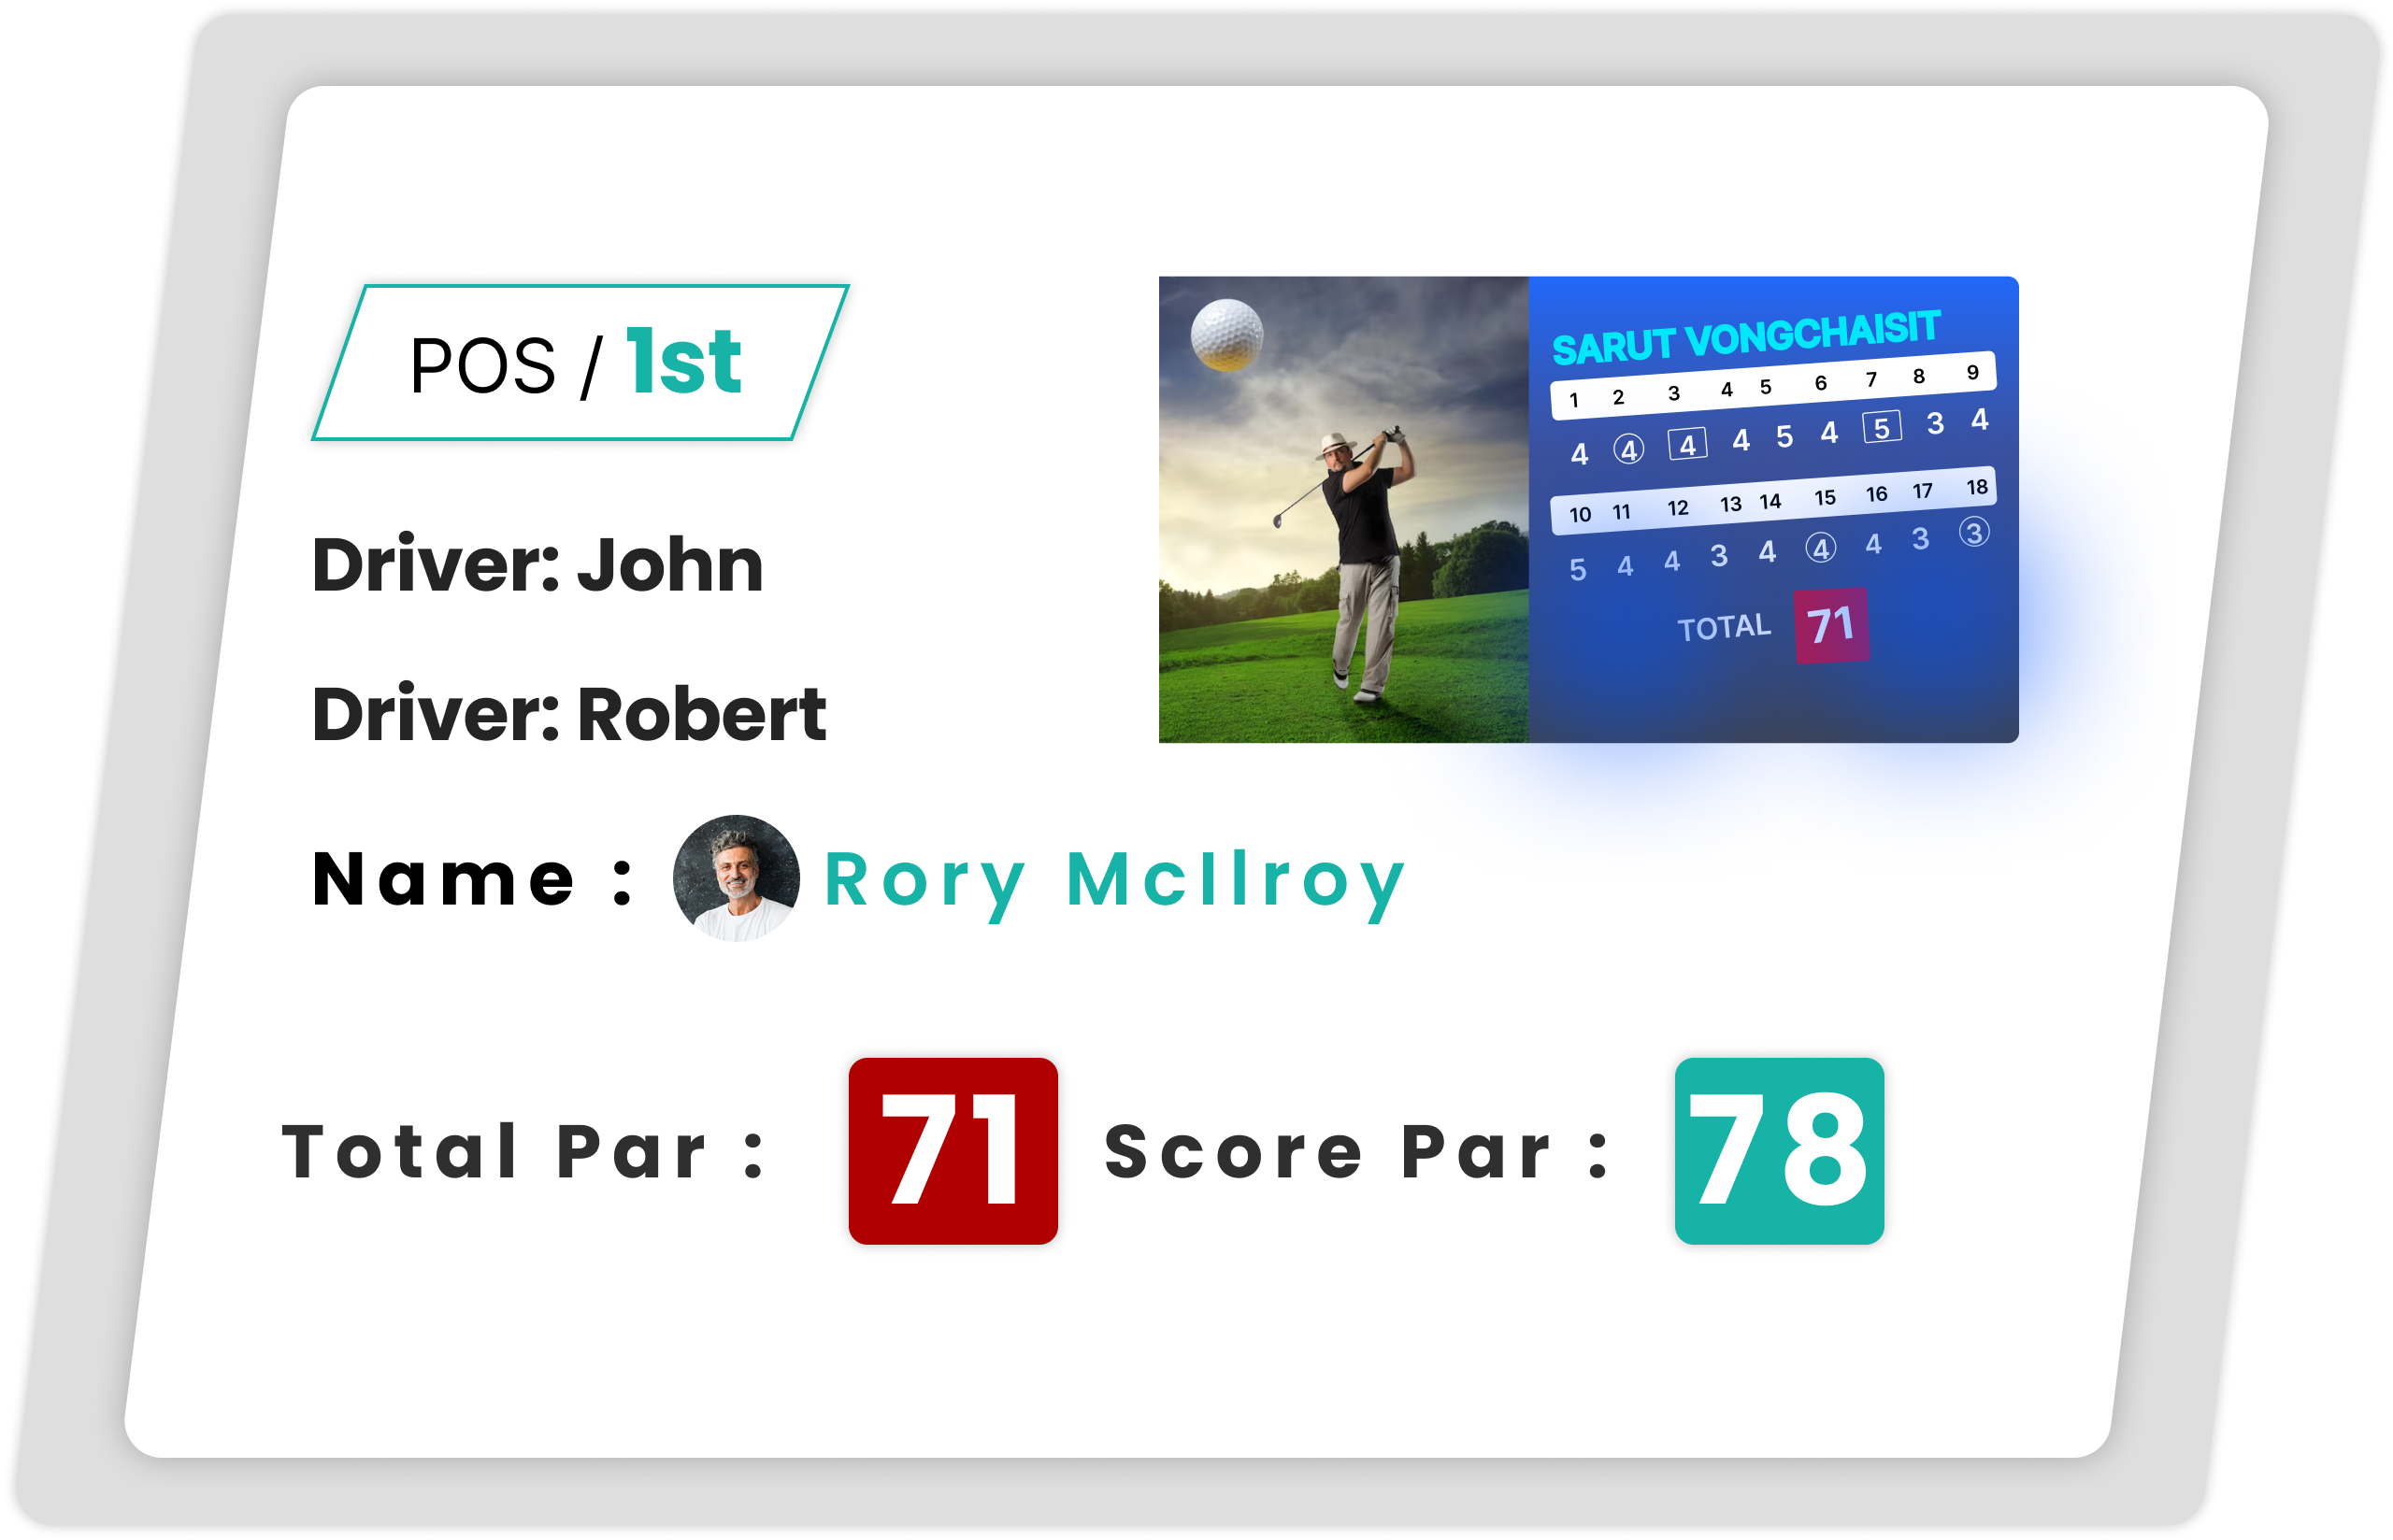 POS / 1st
Driver: John
Driver: Robert
Name : Rory McIlroy
SARUT VONGCHAISIT
1 2 3 4 5 6 7 8 9
4 4 4 4 5 4 5 3 4
10 11 12 13 14 15 16 17 18
5 4 4 3 4 4 4 3 3
TOTAL 71
Total Par : 71 Score Par : 78